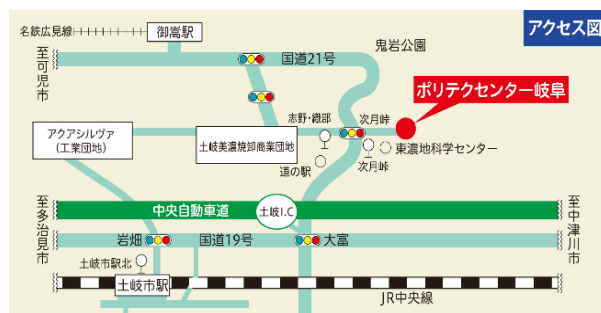 アクセス図
名鉄広見線
御嵩駅
鬼岩公園
至可児市
国道21号
ポリテクセンター岐阜
アクアシルヴァ
(工業団地)
土岐美濃焼卸商業団地
志野・織部
次月峠
道の駅
次月峠
東濃地科学センター
至多治見市
中央自動車道
土岐I.C
至中津川市
岩畑
国道19号
大富
土岐市駅北
土岐市駅
JR中央線